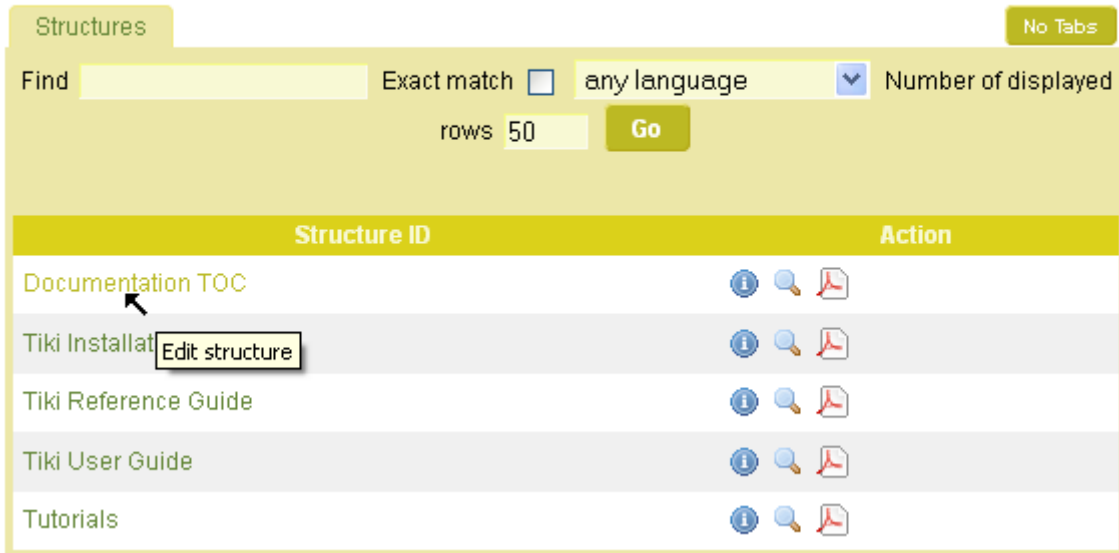 Structures No Tabs
Find Exact match any language Number of displayed
rows 50 Go
Structure ID Action
Documentation TOC
Tiki Installat
Edit structure
Tiki Reference Guide
Tiki User Guide
Tutorials